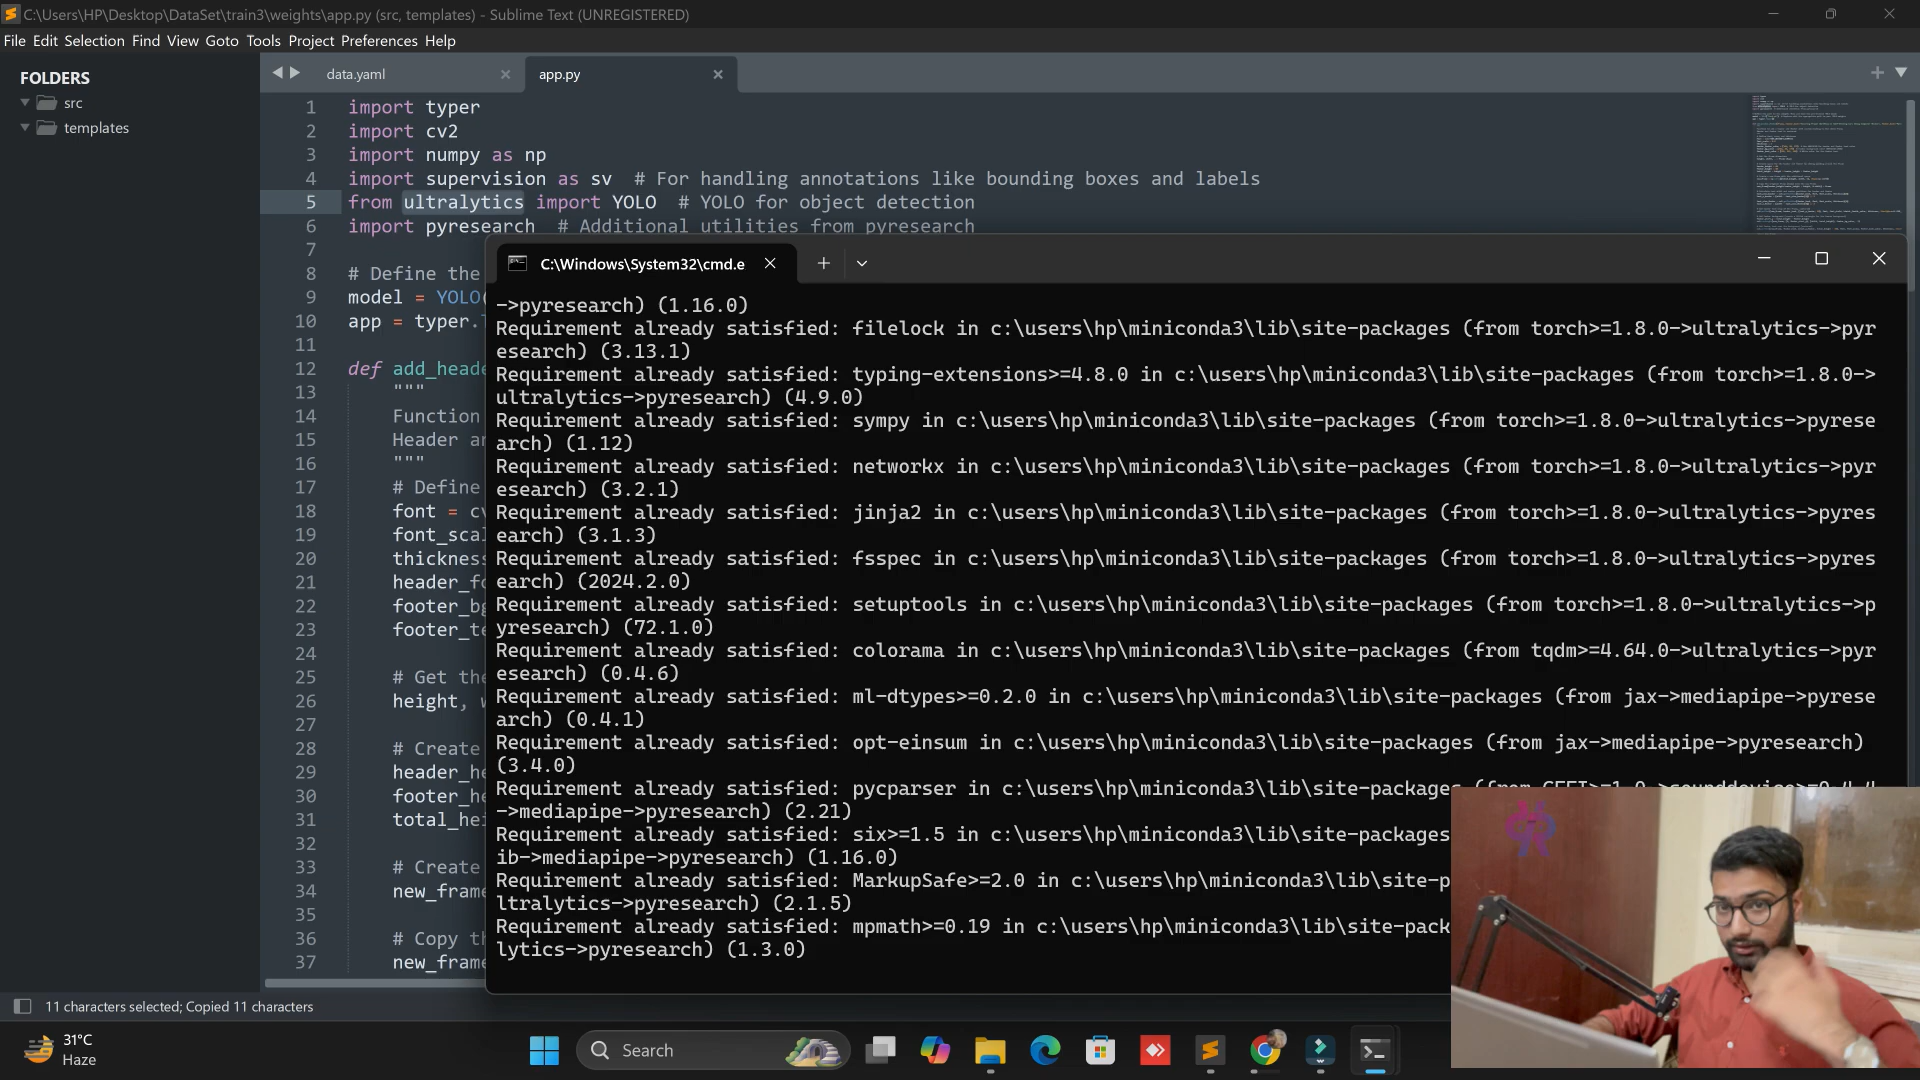 C:\Users\HP\Desktop\DataSet\train3\weights\app.py (src, templates) - Sublime Text (UNREGISTERED)
File Edit Selection Find View Goto Tools Project Preferences Help
FOLDERS
src
templates
data.yaml
app.py
1 import typer
2 import cv2
3 import numpy as np
4 import supervision as sv # For handling annotations like bounding boxes and labels
5 from ultralytics import YOLO # YOLO for object detection
6 import pyresearch # Additional utilities from pyresearch
7
8 # Define the
9 model = YOLO(
10 app = typer.
11
12 def add_heade
13 """
14 Function
15 Header an
16 """
17 # Define
18 font = cv
19 font_scal
20 thickness
21 header_fo
22 footer_bg
23 footer_te
24
25 # Get the
26 height, w
27
28 # Create
29 header_he
30 footer_he
31 total_hei
32
33 # Create
34 new_frame
35
36 # Copy th
37 new_frame
C:\Windows\System32\cmd.e
->pyresearch) (1.16.0)
Requirement already satisfied: filelock in c:\users\hp\miniconda3\lib\site-packages (from torch>=1.8.0->ultralytics->pyr
esearch) (3.13.1)
Requirement already satisfied: typing-extensions>=4.8.0 in c:\users\hp\miniconda3\lib\site-packages (from torch>=1.8.0->
ultralytics->pyresearch) (4.9.0)
Requirement already satisfied: sympy in c:\users\hp\miniconda3\lib\site-packages (from torch>=1.8.0->ultralytics->pyrese
arch) (1.12)
Requirement already satisfied: networkx in c:\users\hp\miniconda3\lib\site-packages (from torch>=1.8.0->ultralytics->pyr
esearch) (3.2.1)
Requirement already satisfied: jinja2 in c:\users\hp\miniconda3\lib\site-packages (from torch>=1.8.0->ultralytics->pyres
earch) (3.1.3)
Requirement already satisfied: fsspec in c:\users\hp\miniconda3\lib\site-packages (from torch>=1.8.0->ultralytics->pyres
earch) (2024.2.0)
Requirement already satisfied: setuptools in c:\users\hp\miniconda3\lib\site-packages (from torch>=1.8.0->ultralytics->p
yresearch) (72.1.0)
Requirement already satisfied: colorama in c:\users\hp\miniconda3\lib\site-packages (from tqdm>=4.64.0->ultralytics->pyr
esearch) (0.4.6)
Requirement already satisfied: ml-dtypes>=0.2.0 in c:\users\hp\miniconda3\lib\site-packages (from jax->mediapipe->pyrese
arch) (0.4.1)
Requirement already satisfied: opt-einsum in c:\users\hp\miniconda3\lib\site-packages (from jax->mediapipe->pyresearch)
(3.4.0)
Requirement already satisfied: pycparser in c:\users\hp\miniconda3\lib\site-packages
->mediapipe->pyresearch) (2.21)
Requirement already satisfied: six>=1.5 in c:\users\hp\miniconda3\lib\site-packages
ib->mediapipe->pyresearch) (1.16.0)
Requirement already satisfied: MarkupSafe>=2.0 in c:\users\hp\miniconda3\lib\site-p
ltralytics->pyresearch) (2.1.5)
Requirement already satisfied: mpmath>=0.19 in c:\users\hp\miniconda3\lib\site-pack
lytics->pyresearch) (1.3.0)
11 characters selected; Copied 11 characters
31°C
Haze
Search